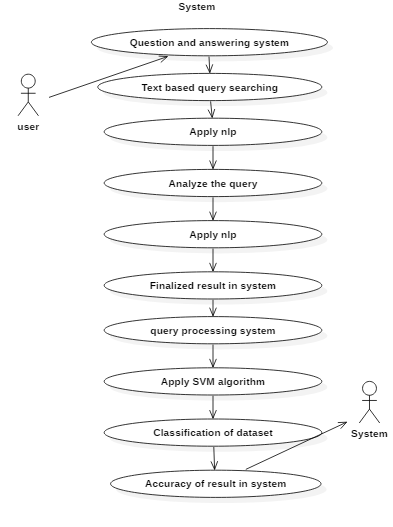 System
Question and answering system
Text based query searching
user
Apply nlp
Analyze the query
Apply nlp
Finalized result in system
query processing system
Apply SVM algorithm
System
Classification of dataset
Accuracy of result in system